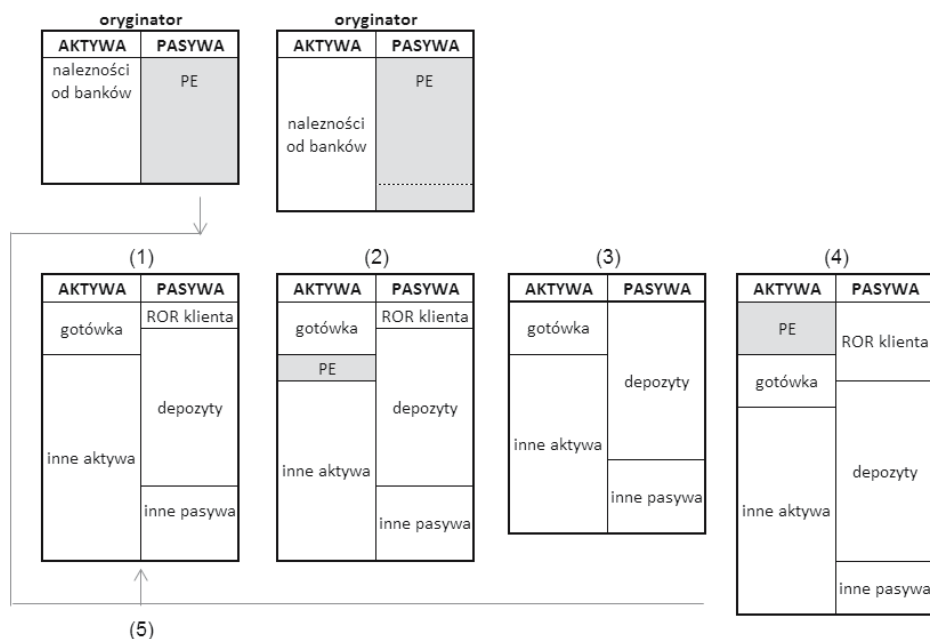 oryginator
AKTYWA PASYWA
nalezności
od banków
PE
oryginator
AKTYWA PASYWA
nalezności
od banków
PE
(1)
AKTYWA PASYWA
gotówka
ROR klienta
depozyty
inne aktywa
inne pasywa
(2)
AKTYWA PASYWA
gotówka
ROR klienta
PE
depozyty
inne aktywa
inne pasywa
(3)
AKTYWA PASYWA
gotówka
depozyty
inne aktywa
inne pasywa
(4)
AKTYWA PASYWA
PE
ROR klienta
gotówka
depozyty
inne aktywa
inne pasywa
(5)